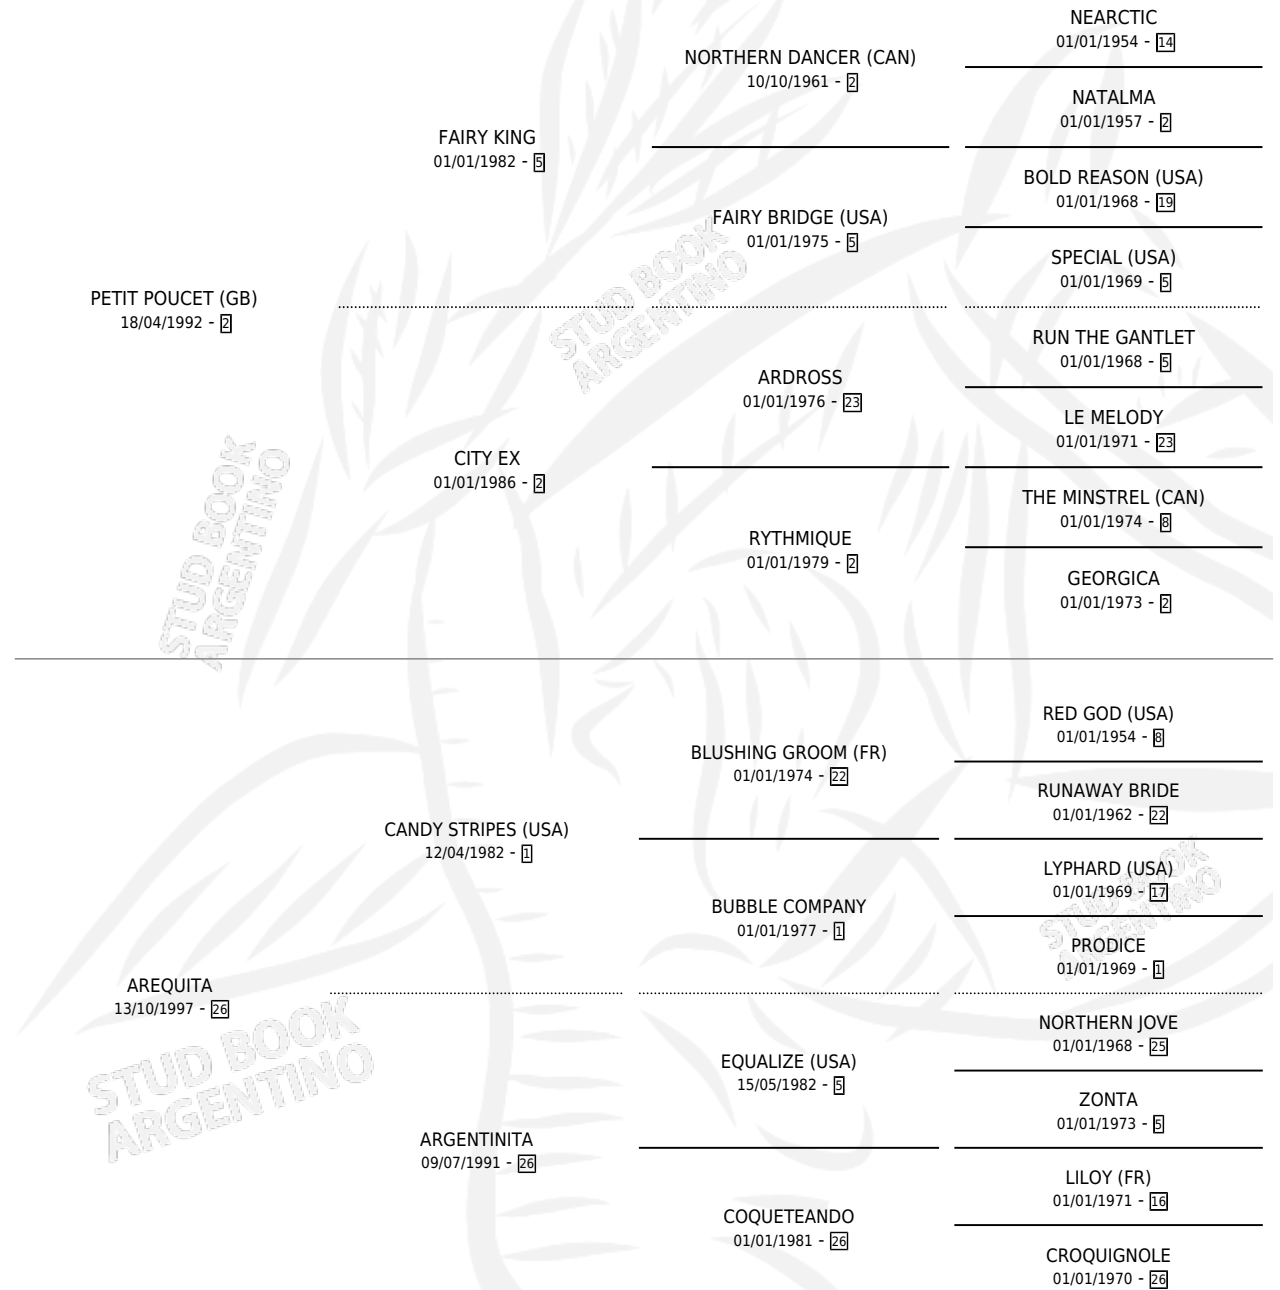 NEARCTIC
01/01/1954 - 14
NORTHERN DANCER (CAN)
10/10/1961 - 2
NATALMA
01/01/1957 - 2
FAIRY KING
01/01/1982 - 5
BOLD REASON (USA)
01/01/1968 - 19
FAIRY BRIDGE (USA)
01/01/1975 - 5
SPECIAL (USA)
01/01/1969 - 5
PETIT POUCET (GB)
18/04/1992 - 2
STUD BOOK
ARGENTINO
RUN THE GANTLET
01/01/1968 - 5
ARDROSS
01/01/1976 - 23
LE MELODY
01/01/1971 - 23
CITY EX
01/01/1986 - 2
THE MINSTREL (CAN)
01/01/1974 - 8
RYTHMIQUE
01/01/1979 - 2
GEORGICA
01/01/1973 - 2
STUD BOOK
ARGENTINO
RED GOD (USA)
01/01/1954 - 8
BLUSHING GROOM (FR)
01/01/1974 - 22
RUNAWAY BRIDE
01/01/1962 - 22
CANDY STRIPES (USA)
12/04/1982 - 1
LYPHARD (USA)
01/01/1969 - 17
STUD BOOK
ARGENTINO
BUBBLE COMPANY
01/01/1977 - 1
PRODICE
01/01/1969 - 1
AREQUITA
13/10/1997 - 26
STUD BOOK
ARGENTINO
NORTHERN JOVE
01/01/1968 - 25
EQUALIZE (USA)
15/05/1982 - 5
ZONTA
01/01/1973 - 5
ARGENTINITA
09/07/1991 - 26
LILOY (FR)
01/01/1971 - 16
COQUETEANDO
01/01/1981 - 26
CROQUIGNOLE
01/01/1970 - 26